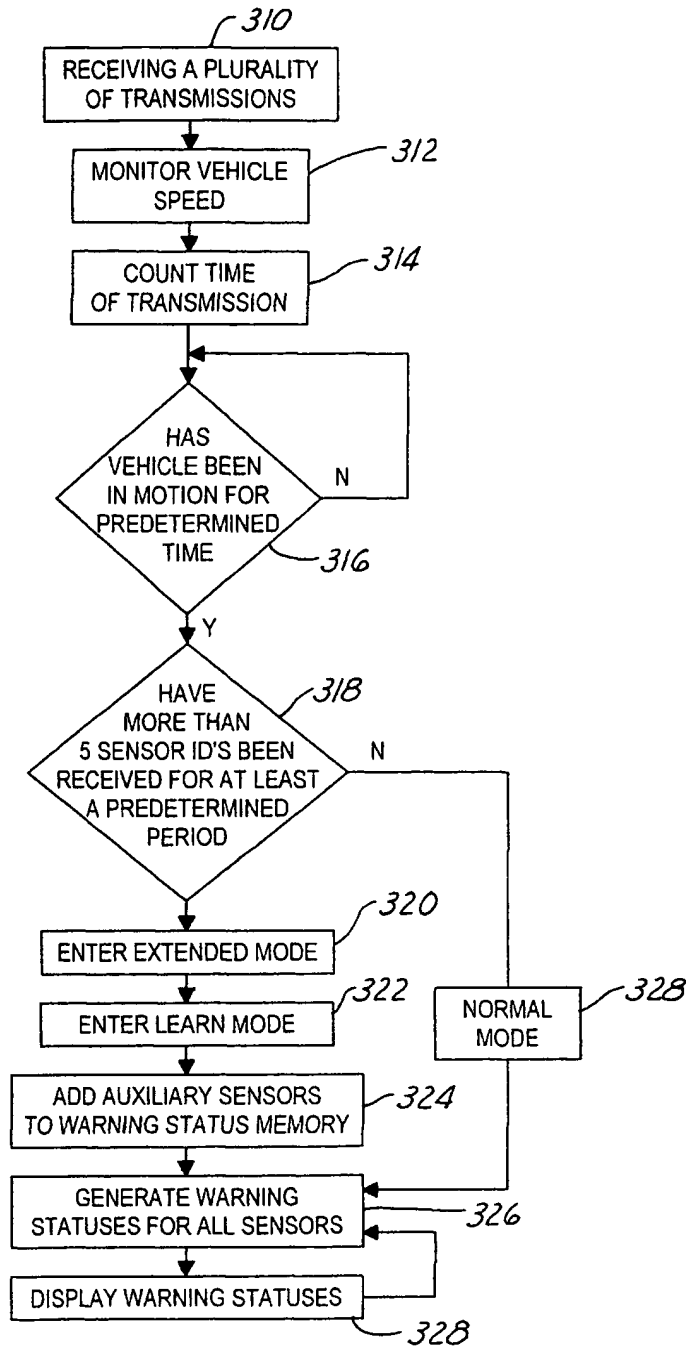 310
RECEIVING A PLURALITY
OF TRANSMISSIONS
312
MONITOR VEHICLE
SPEED
314
COUNT TIME
OF TRANSMISSION
HAS
VEHICLE BEEN
IN MOTION FOR
PREDETERMINED
TIME
N
316
Y
318
HAVE
MORE THAN
5 SENSOR ID'S BEEN
RECEIVED FOR AT LEAST
A PREDETERMINED
PERIOD
N
320
ENTER EXTENDED MODE
322
ENTER LEARN MODE
NORMAL
MODE
328
ADD AUXILIARY SENSORS
TO WARNING STATUS MEMORY
324
GENERATE WARNING
STATUSES FOR ALL SENSORS
326
DISPLAY WARNING STATUSES
328